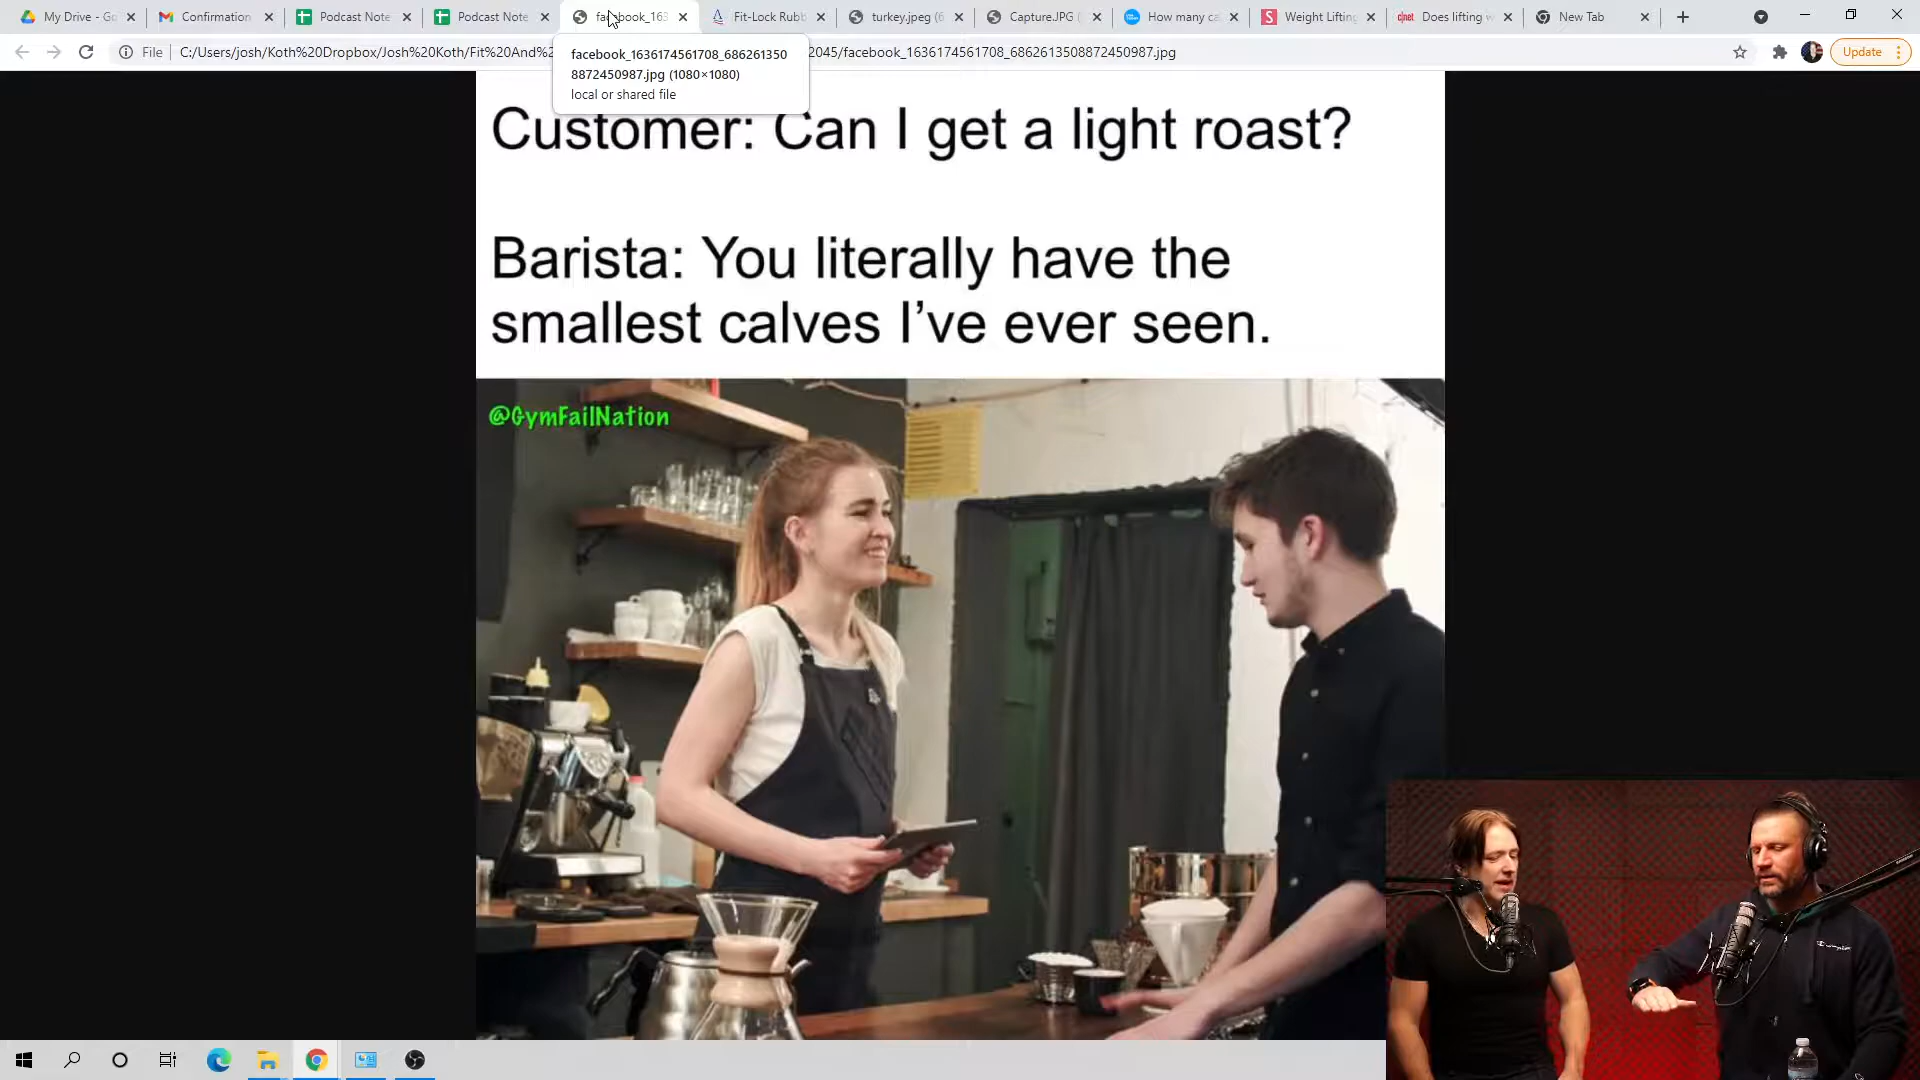 My Drive - Go
Confirmation
Podcast Note
Podcast Note
facebook_163
Fit-Lock Rubb
turkey.jpeg (6
CaptureJPG (
How many ca
Weight Lifting
Does lifting w
New Tab
File
C:/Users/josh/Koth%20Dropbox/Josh%20Koth/Fit%20And%2
2045/facebook_1636174561708_6862613508872450987.jpg
Update
facebook_1636174561708_686261350
8872450987.jpg (1080×1080)
local or shared file
Customer: Can I get a light roast?
Barista: You literally have the
smallest calves I’ve ever seen.
@GymFailNation
Champion